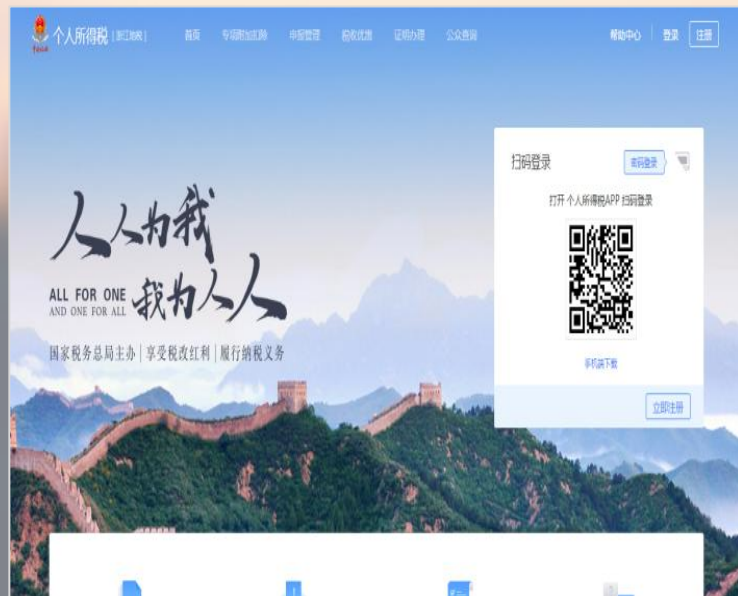 个人所得税 | 浙江地税 |
首页 专项附加扣除 申报管理 税收优惠 证明办理 公众查询
帮助中心 登录 注册
扫码登录 密码登录
打开 个人所得税APP 扫码登录
手机端下载
立即注册
人人为我
ALL FOR ONE
AND ONE FOR ALL
我为人人
国家税务总局主办 | 享受税改红利 | 履行纳税义务